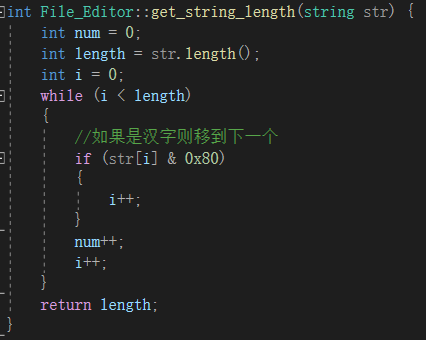 int File_Editor::get_string_length(string str) {
int num = 0;
int length = str.length();
int i = 0;
while (i < length)
{
//如果是汉字则移到下一个
if (str[i] & 0x80)
{
i++;
}
num++;
i++;
}
return length;
}